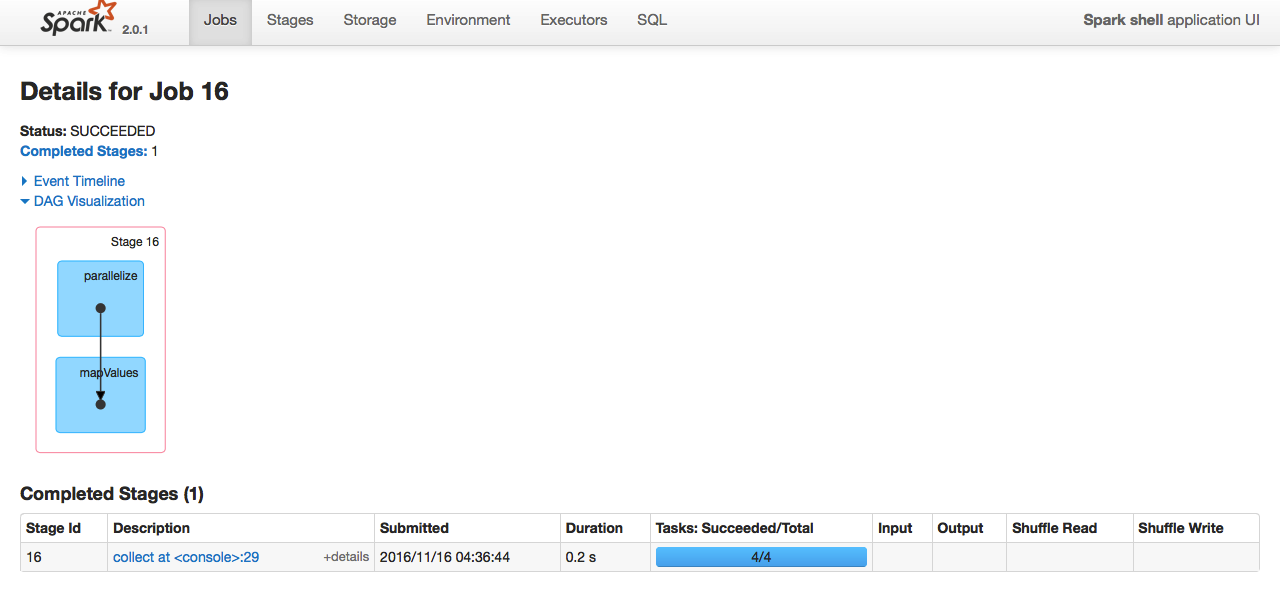 APACHE
Spark 2.0.1 Jobs Stages Storage Environment Executors SQL Spark shell application UI
Details for Job 16
Status: SUCCEEDED
Completed Stages: 1
Event Timeline
DAG Visualization
Stage 16
parallelize
mapValues
Completed Stages (1)
Stage Id Description Submitted Duration Tasks: Succeeded/Total Input Output Shuffle Read Shuffle Write
16 collect at <console>:29 +details 2016/11/16 04:36:44 0.2 s 4/4